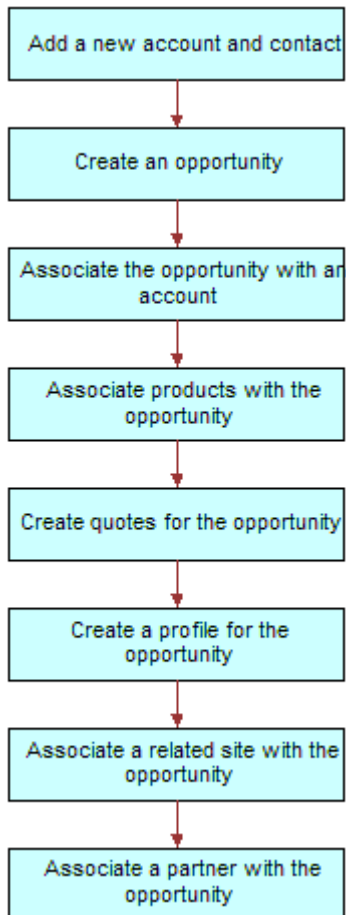 Add a new account and contact
Create an opportunity
Associate the opportunity with an
account
Associate products with the
opportunity
Create quotes for the opportunity
Create a profile for the
opportunity
Associate a related site with the
opportunity
Associate a partner with the
opportunity